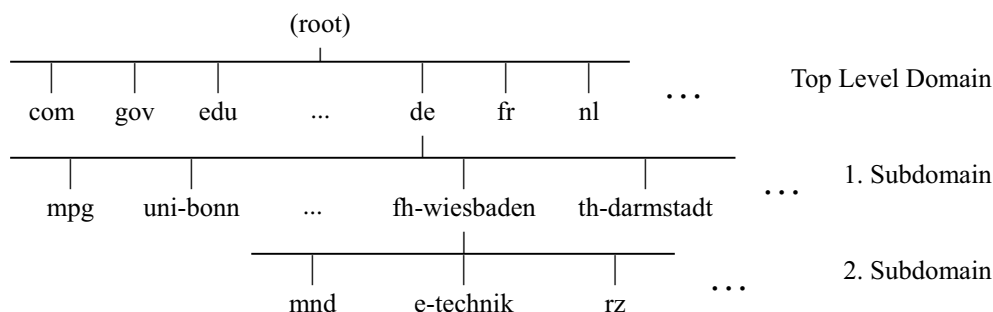 (root)
Top Level Domain
com gov edu ... de fr nl ...
1. Subdomain
mpg uni-bonn ... fh-wiesbaden th-darmstadt ...
2. Subdomain
mnd e-technik rz ...